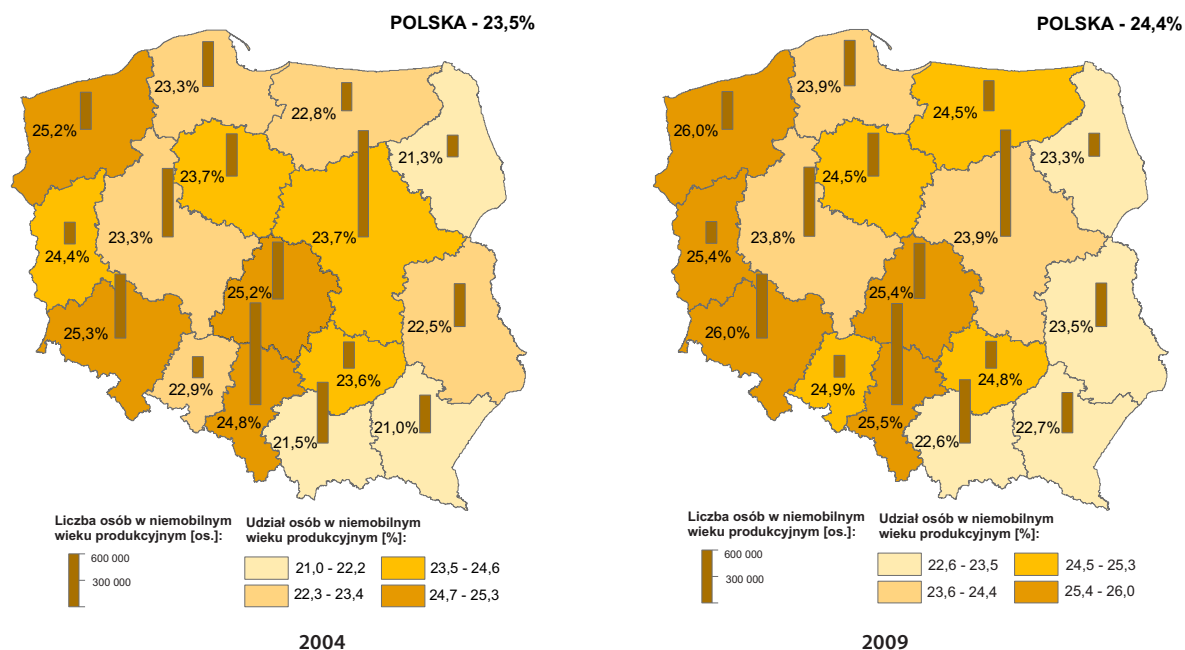 POLSKA - 23,5%
23,3%
22,8%
25,2%
21,3%
23,7%
23,3%
23,7%
24,4%
25,2%
25,3%
22,5%
22,9%
23,6%
24,8%
21,5%
21,0%
Liczba osób w niemobilnym
wieku produkcyjnym [os.]:
600 000
300 000
Udział osób w niemobilnym
wieku produkcyjnym [%]:
21,0 - 22,2
23,5 - 24,6
22,3 - 23,4
24,7 - 25,3
2004
POLSKA - 24,4%
23,9%
24,5%
26,0%
23,3%
24,5%
23,8%
23,9%
25,4%
25,4%
26,0%
23,5%
24,9%
24,8%
25,5%
22,6%
22,7%
Liczba osób w niemobilnym
wieku produkcyjnym [os.]:
600 000
300 000
Udział osób w niemobilnym
wieku produkcyjnym [%]:
22,6 - 23,5
24,5 - 25,3
23,6 - 24,4
25,4 - 26,0
2009